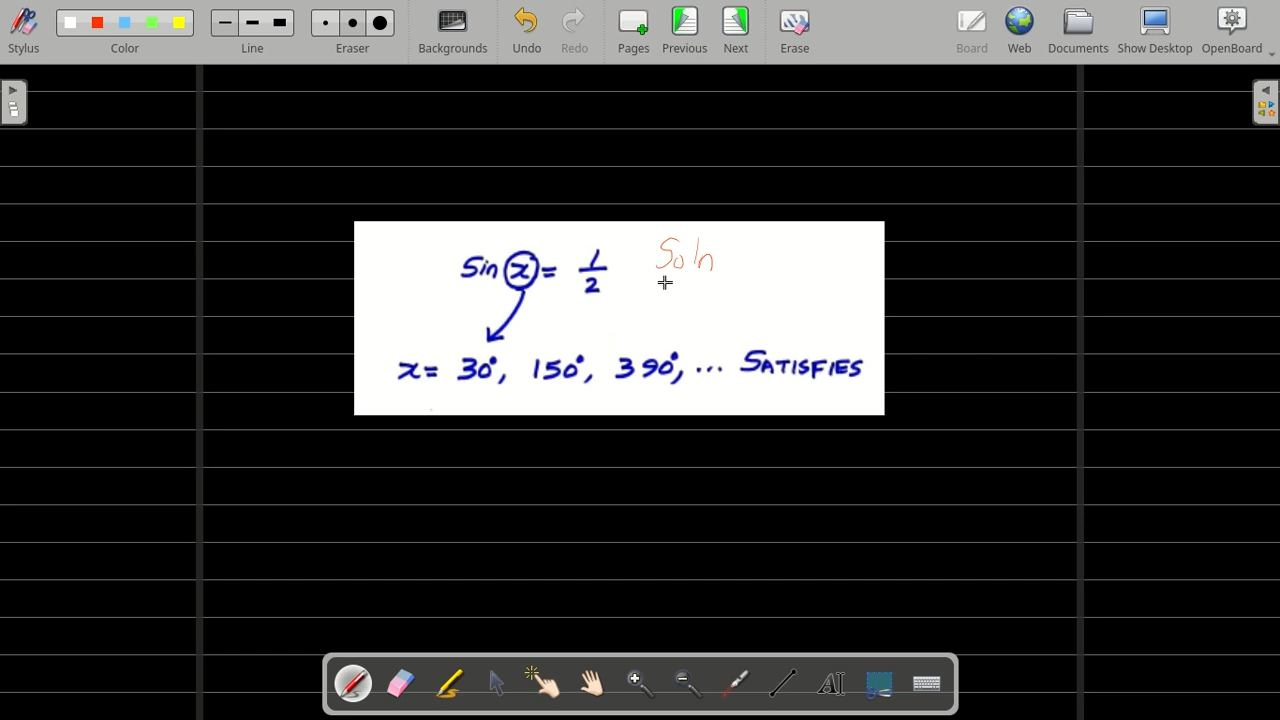 Stylus Color Line Eraser Backgrounds Undo Redo Pages Previous Next Erase Board Web Documents Show Desktop OpenBoard
Sin x = 1/2 Soln
x = 30°, 150°, 390°, ... SATISFIES